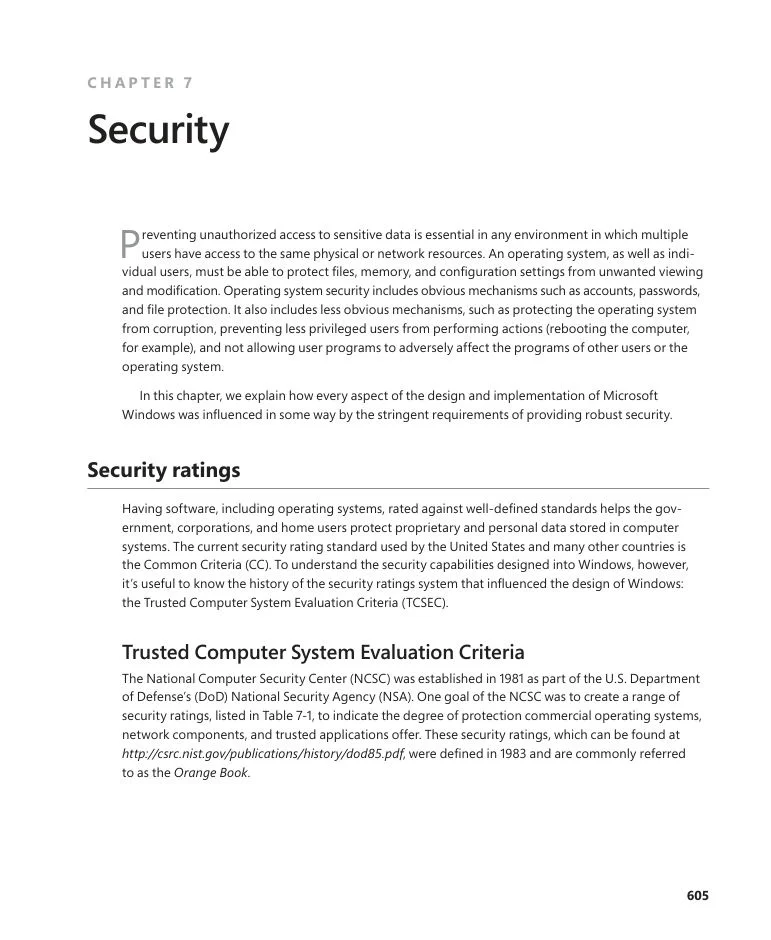 CHAPTER 7
Security
Preventing unauthorized access to sensitive data is essential in any environment in which multiple
users have access to the same physical or network resources. An operating system, as well as indi-
vidual users, must be able to protect files, memory, and configuration settings from unwanted viewing
and modification. Operating system security includes obvious mechanisms such as accounts, passwords,
and file protection. It also includes less obvious mechanisms, such as protecting the operating system
from corruption, preventing less privileged users from performing actions (rebooting the computer,
for example), and not allowing user programs to adversely affect the programs of other users or the
operating system.
In this chapter, we explain how every aspect of the design and implementation of Microsoft
Windows was influenced in some way by the stringent requirements of providing robust security.
Security ratings
Having software, including operating systems, rated against well-defined standards helps the gov-
ernment, corporations, and home users protect proprietary and personal data stored in computer
systems. The current security rating standard used by the United States and many other countries is
the Common Criteria (CC). To understand the security capabilities designed into Windows, however,
it's useful to know the history of the security ratings system that influenced the design of Windows:
the Trusted Computer System Evaluation Criteria (TCSEC).
Trusted Computer System Evaluation Criteria
The National Computer Security Center (NCSC) was established in 1981 as part of the U.S. Department
of Defense's (DoD) National Security Agency (NSA). One goal of the NCSC was to create a range of
security ratings, listed in Table 7-1, to indicate the degree of protection commercial operating systems,
network components, and trusted applications offer. These security ratings, which can be found at
http://csrc.nist.gov/publications/history/dod85.pdf, were defined in 1983 and are commonly referred
to as the Orange Book.
605